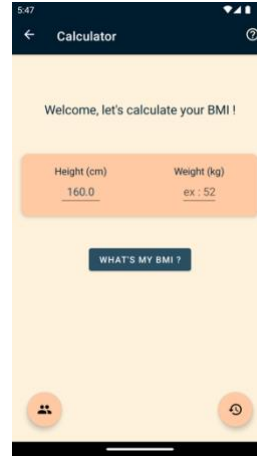 5:47
Calculator
Welcome, let's calculate your BMI !
Height (cm) Weight (kg)
160.0 ex : 52
WHAT'S MY BMI ?